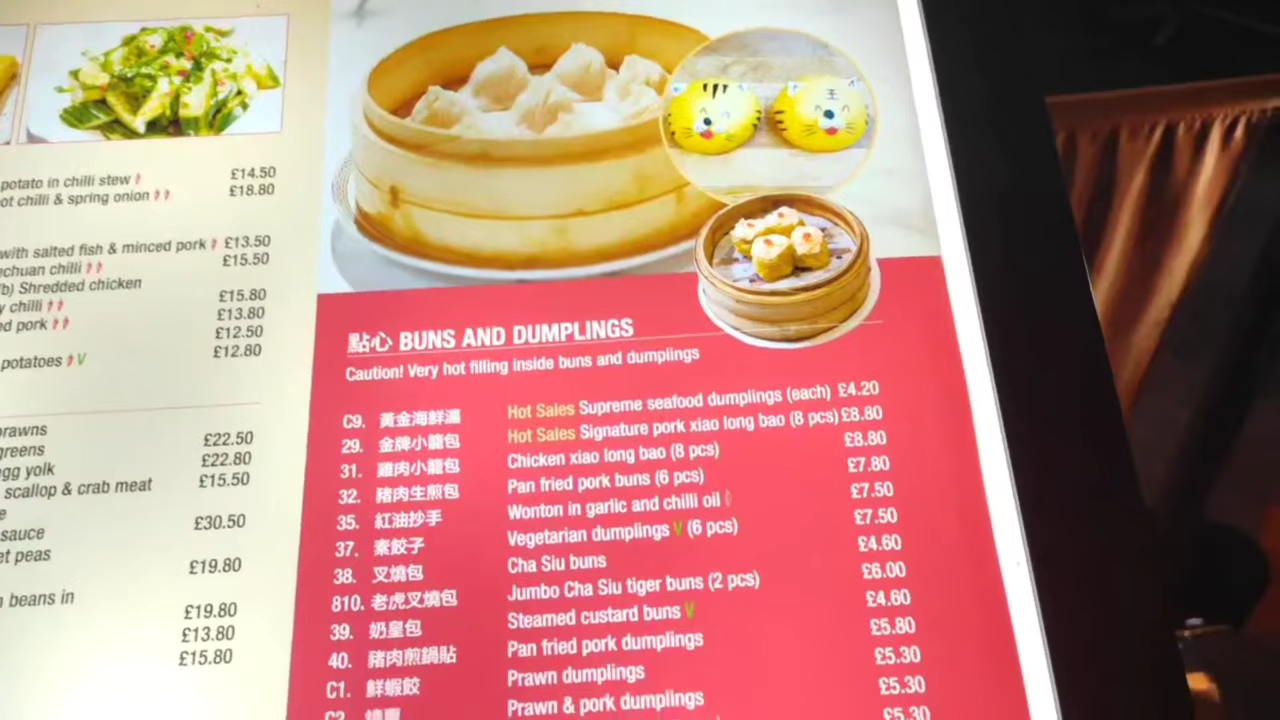 potato in chilli stew £14.50
ot chilli & spring onion £18.80
with salted fish & minced pork £13.50
chuan chilli £15.50
b) Shredded chicken
y chilli £15.80
ed pork £13.80
£12.50
potatoes V £12.80
prawns
greens £22.50
gg yolk £22.80
scallop & crab meat £15.50
e
sauce £30.50
et peas
£19.80
n beans in
£19.80
£13.80
£15.80
王
點心 BUNS AND DUMPLINGS
Caution! Very hot filling inside buns and dumplings
C9. 黃金海鮮 Hot Sales Supreme seafood dumplings (each) £4.20
29. 金牌小籠包 Hot Sales Signature pork xiao long bao (8 pcs) £8.80
31. 雞肉小籠包 Chicken xiao long bao (8 pcs) £8.80
32. 豬肉生煎包 Pan fried pork buns (6 pcs) £7.80
35. 紅油抄手 Wonton in garlic and chilli oil £7.50
37. 素餃子 Vegetarian dumplings V (6 pcs) £7.50
38. 叉燒包 Cha Siu buns £4.60
810. 老虎叉燒包 Jumbo Cha Siu tiger buns (2 pcs) £6.00
39. 奶皇包 Steamed custard buns V £4.60
40. 豬肉煎鍋貼 Pan fried pork dumplings £5.80
C1. 鮮蝦餃 Prawn dumplings £5.30
C2. 燒賣 Prawn & pork dumplings £5.30
£5.30